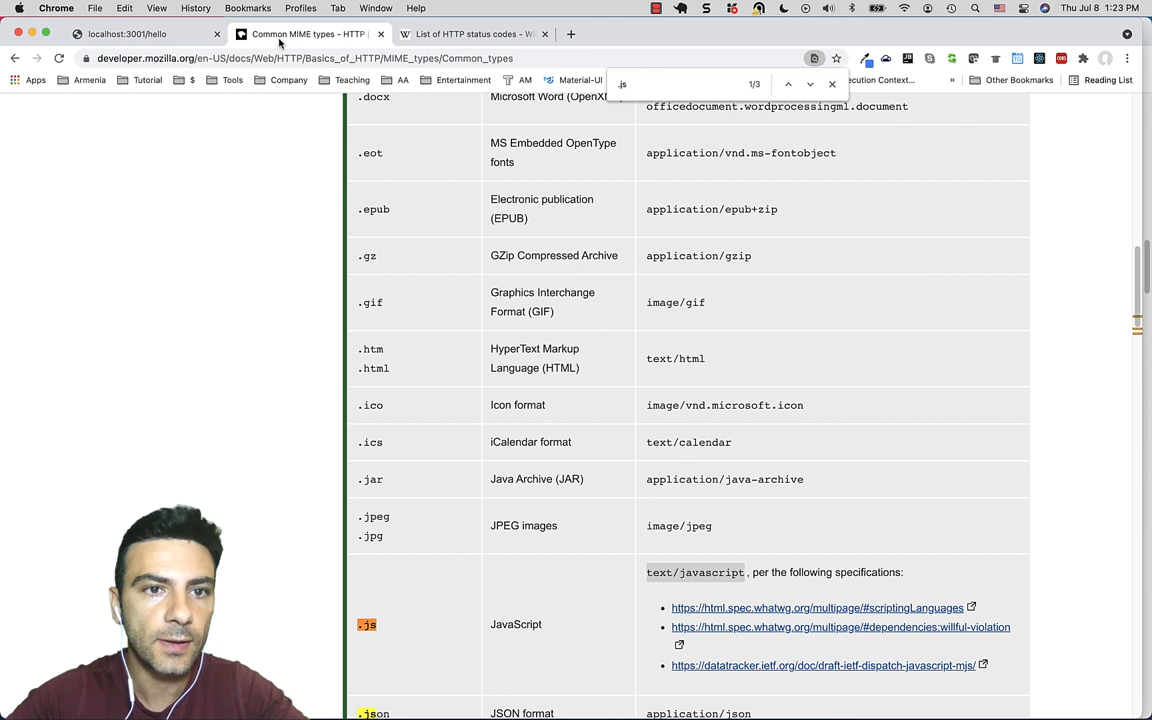 Chrome File Edit View History Bookmarks Profiles Tab Window Help Thu Jul 8 1:23 PM
localhost:3001/hello
Common MIME types - HTTP |
List of HTTP status codes - W
developer.mozilla.org/en-US/docs/Web/HTTP/Basics_of_HTTP/MIME_types/Common_types
Apps Armenia Tutorial $ Tools Company Teaching AA Entertainment AM Material-UI ecution Context... » Other Bookmarks Reading List
.js 1/3
.docx Microsoft Word (OpenXM officedocument.wordprocessingml.document
.eot
MS Embedded OpenType
fonts
application/vnd.ms-fontobject
.epub
Electronic publication
(EPUB)
application/epub+zip
.gz GZip Compressed Archive application/gzip
.gif
Graphics Interchange
Format (GIF)
image/gif
.htm
.html
HyperText Markup
Language (HTML)
text/html
.ico Icon format image/vnd.microsoft.icon
.ics iCalendar format text/calendar
.jar Java Archive (JAR) application/java-archive
.jpeg
.jpg
JPEG images
image/jpeg
.js
JavaScript
text/javascript, per the following specifications:
https://html.spec.whatwg.org/multipage/#scriptingLanguages
https://html.spec.whatwg.org/multipage/#dependencies:willful-violation
https://datatracker.ietf.org/doc/draft-ietf-dispatch-javascript-mjs/
.json JSON format application/json